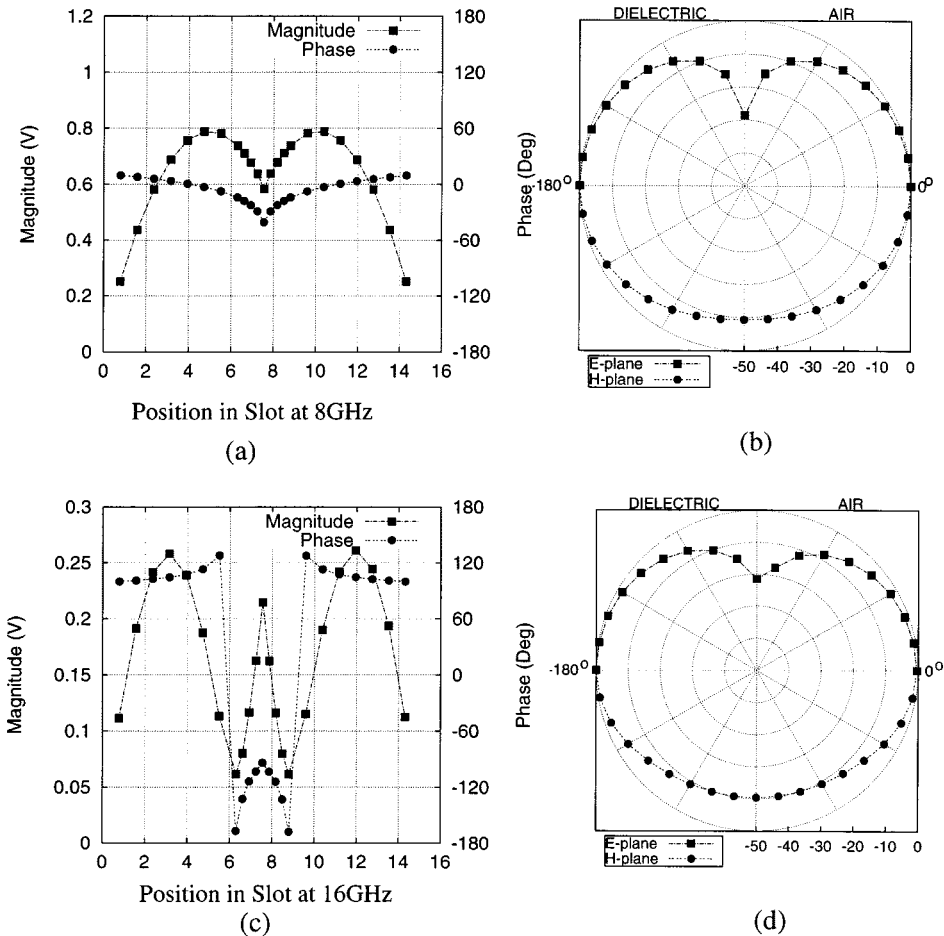 1.2
1
0.8
0.6
0.4
0.2
0
Magnitude (V)
Magnitude
Phase
180
120
60
0
-60
-120
-180
Phase (Deg)
0 2 4 6 8 10 12 14 16
Position in Slot at 8GHz
(a)
DIELECTRIC AIR
-180° 0°
E-plane
H-plane
-50 -40 -30 -20 -10 0
(b)
0.3
0.25
0.2
0.15
0.1
0.05
0
Magnitude (V)
Magnitude
Phase
180
120
60
0
-60
-120
-180
Phase (Deg)
0 2 4 6 8 10 12 14 16
Position in Slot at 16GHz
(c)
DIELECTRIC AIR
-180° 0°
E-plane
H-plane
-50 -40 -30 -20 -10 0
(d)